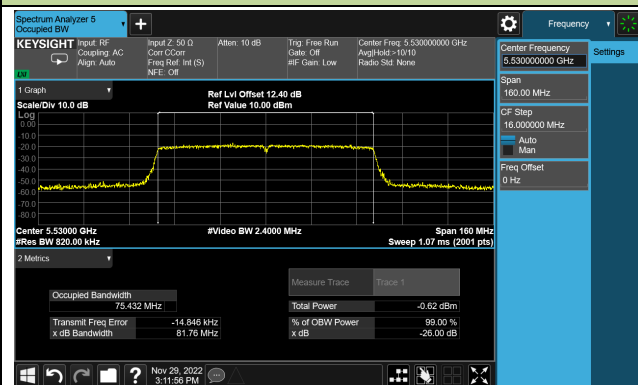 Spectrum Analyzer 5
Occupied BW
+
Frequency
KEYSIGHT
Input: RF
Coupling: AC
Align: Auto
Input Z: 50 Ω
Corr CCorr
Freq Ref: Int (S)
NFE: Off
Atten: 10 dB
Trig: Free Run
Gate: Off
#IF Gain: Low
Center Freq: 5.530000000 GHz
Avg|Hold:>10/10
Radio Std: None
LXI
Center Frequency
5.530000000 GHz
Settings
Span
160.00 MHz
CF Step
16.000000 MHz
Auto
Man
Freq Offset
0 Hz
1 Graph
Scale/Div 10.0 dB
Ref Lvl Offset 12.40 dB
Ref Value 10.00 dBm
Log
0.00
-10.0
-20.0
-30.0
-40.0
-50.0
-60.0
-70.0
-80.0
Center 5.53000 GHz
#Video BW 2.4000 MHz
Span 160 MHz
#Res BW 820.00 kHz
Sweep 1.07 ms (2001 pts)
2 Metrics
Measure Trace
Trace 1
Occupied Bandwidth
75.432 MHz
Total Power
-0.62 dBm
Transmit Freq Error
-14.846 kHz
% of OBW Power
99.00 %
x dB Bandwidth
81.76 MHz
x dB
-26.00 dB
?
Nov 29, 2022
3:11:56 PM